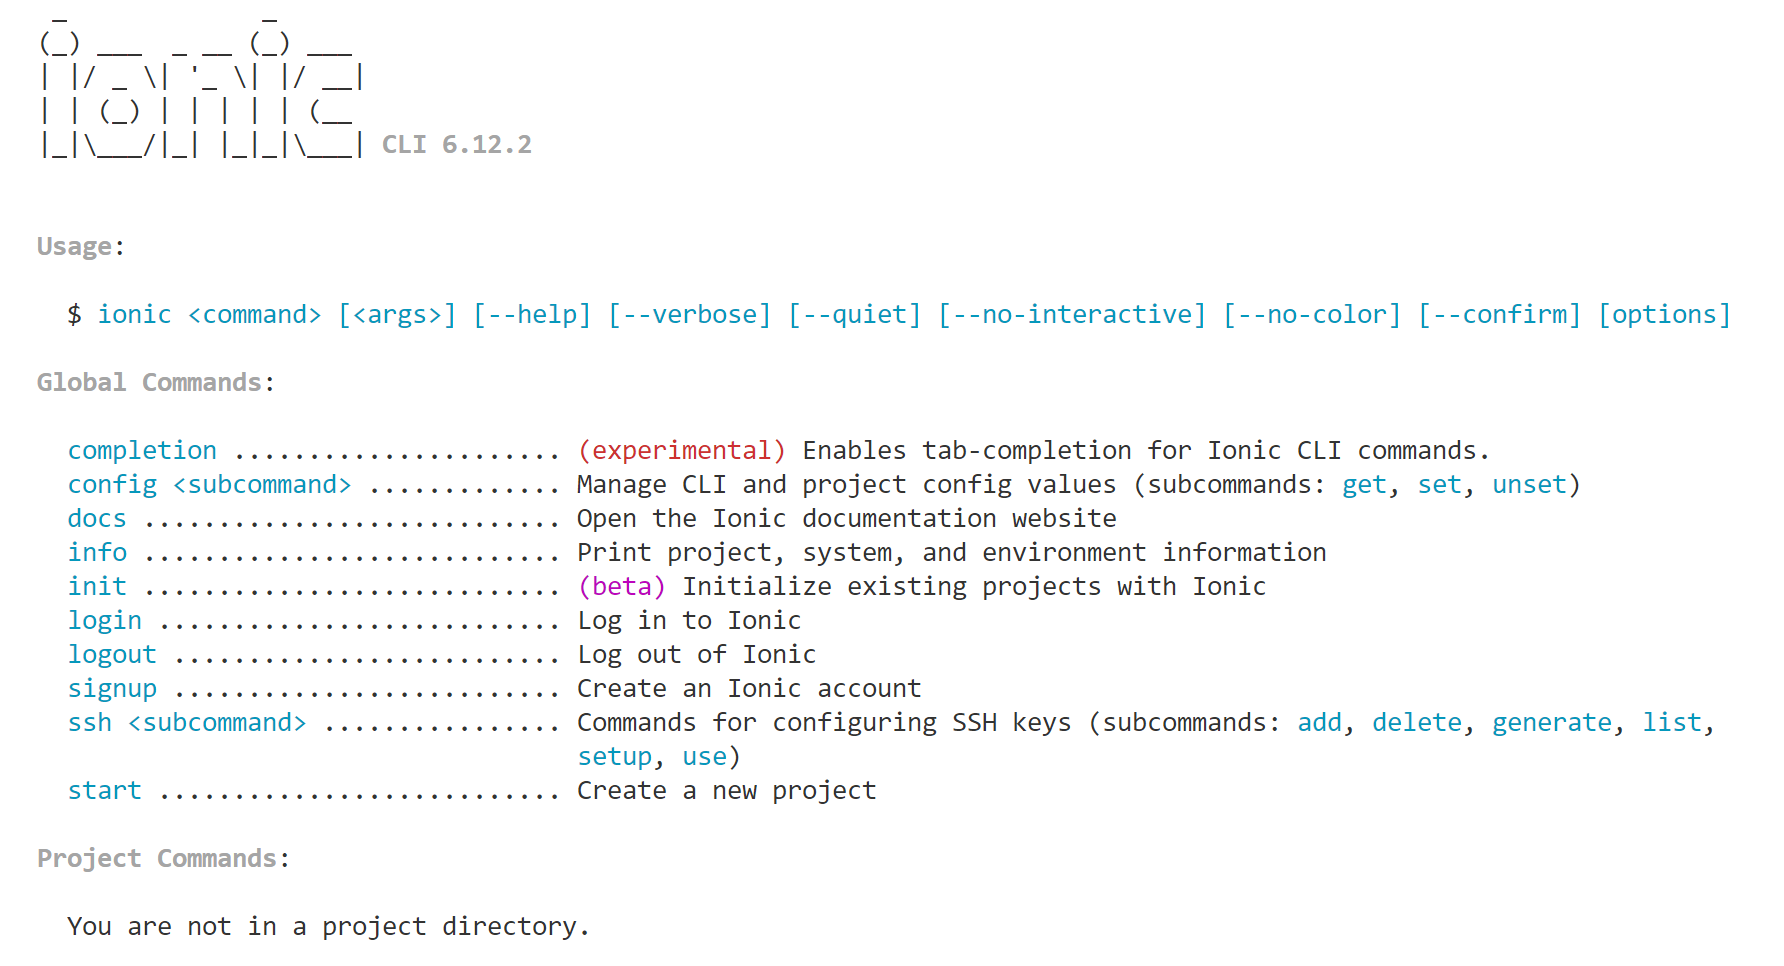 _             _
  (_) ___  _ __ (_) ___
  | |/ _ \| '_ \| |/ __|
  | | (_) | | | | | (__
  |_|\___/|_| |_|_|\___| CLI 6.12.2
Usage:
$ ionic <command> [<args>] [--help] [--verbose] [--quiet] [--no-interactive] [--no-color] [--confirm] [options]
Global Commands:
completion ...................... (experimental) Enables tab-completion for Ionic CLI commands.
config <subcommand> ............. Manage CLI and project config values (subcommands: get, set, unset)
docs ............................ Open the Ionic documentation website
info ............................ Print project, system, and environment information
init ............................ (beta) Initialize existing projects with Ionic
login ........................... Log in to Ionic
logout .......................... Log out of Ionic
signup .......................... Create an Ionic account
ssh <subcommand> ................ Commands for configuring SSH keys (subcommands: add, delete, generate, list,
setup, use)
start ........................... Create a new project
Project Commands:
You are not in a project directory.